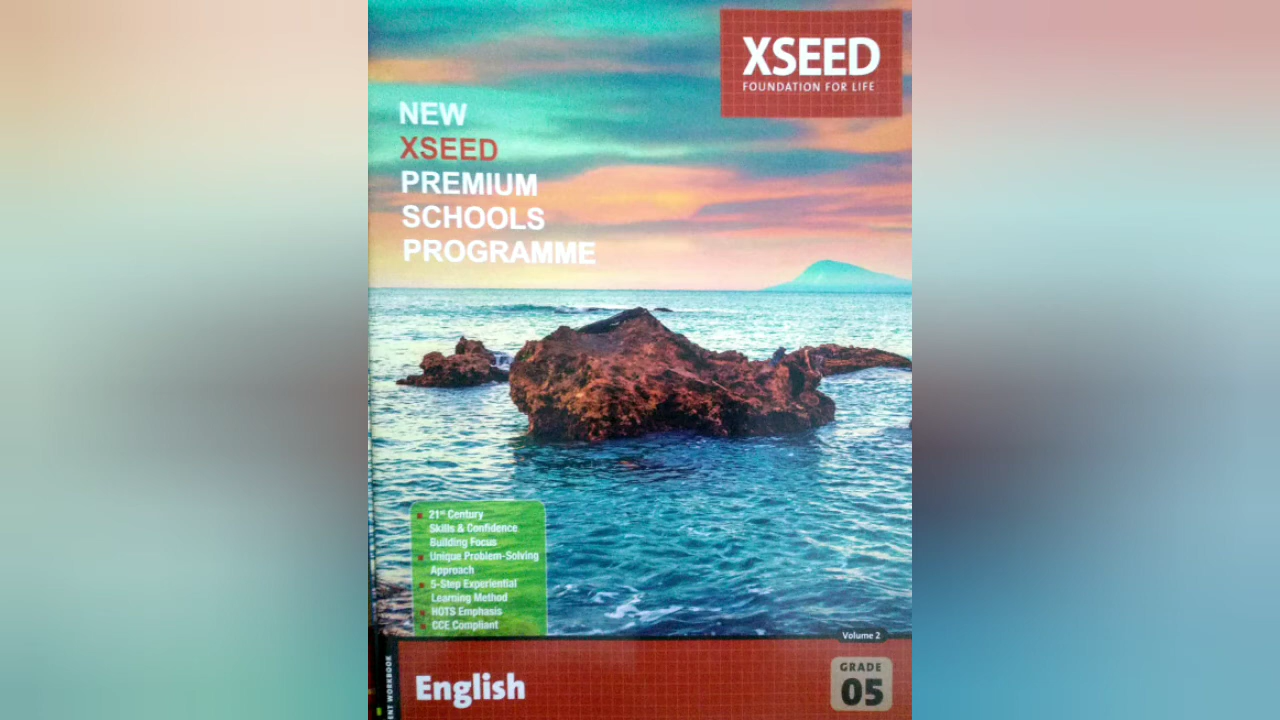 XSEED
FOUNDATION FOR LIFE
NEW
XSEED
PREMIUM
SCHOOLS
PROGRAMME
21st Century
Skills & Confidence
Building Focus
Unique Problem-Solving
Approach
5-Step Experiential
Learning Method
HOTS Emphasis
CCE Compliant
Volume 2
WORKBOOK
English
GRADE
05